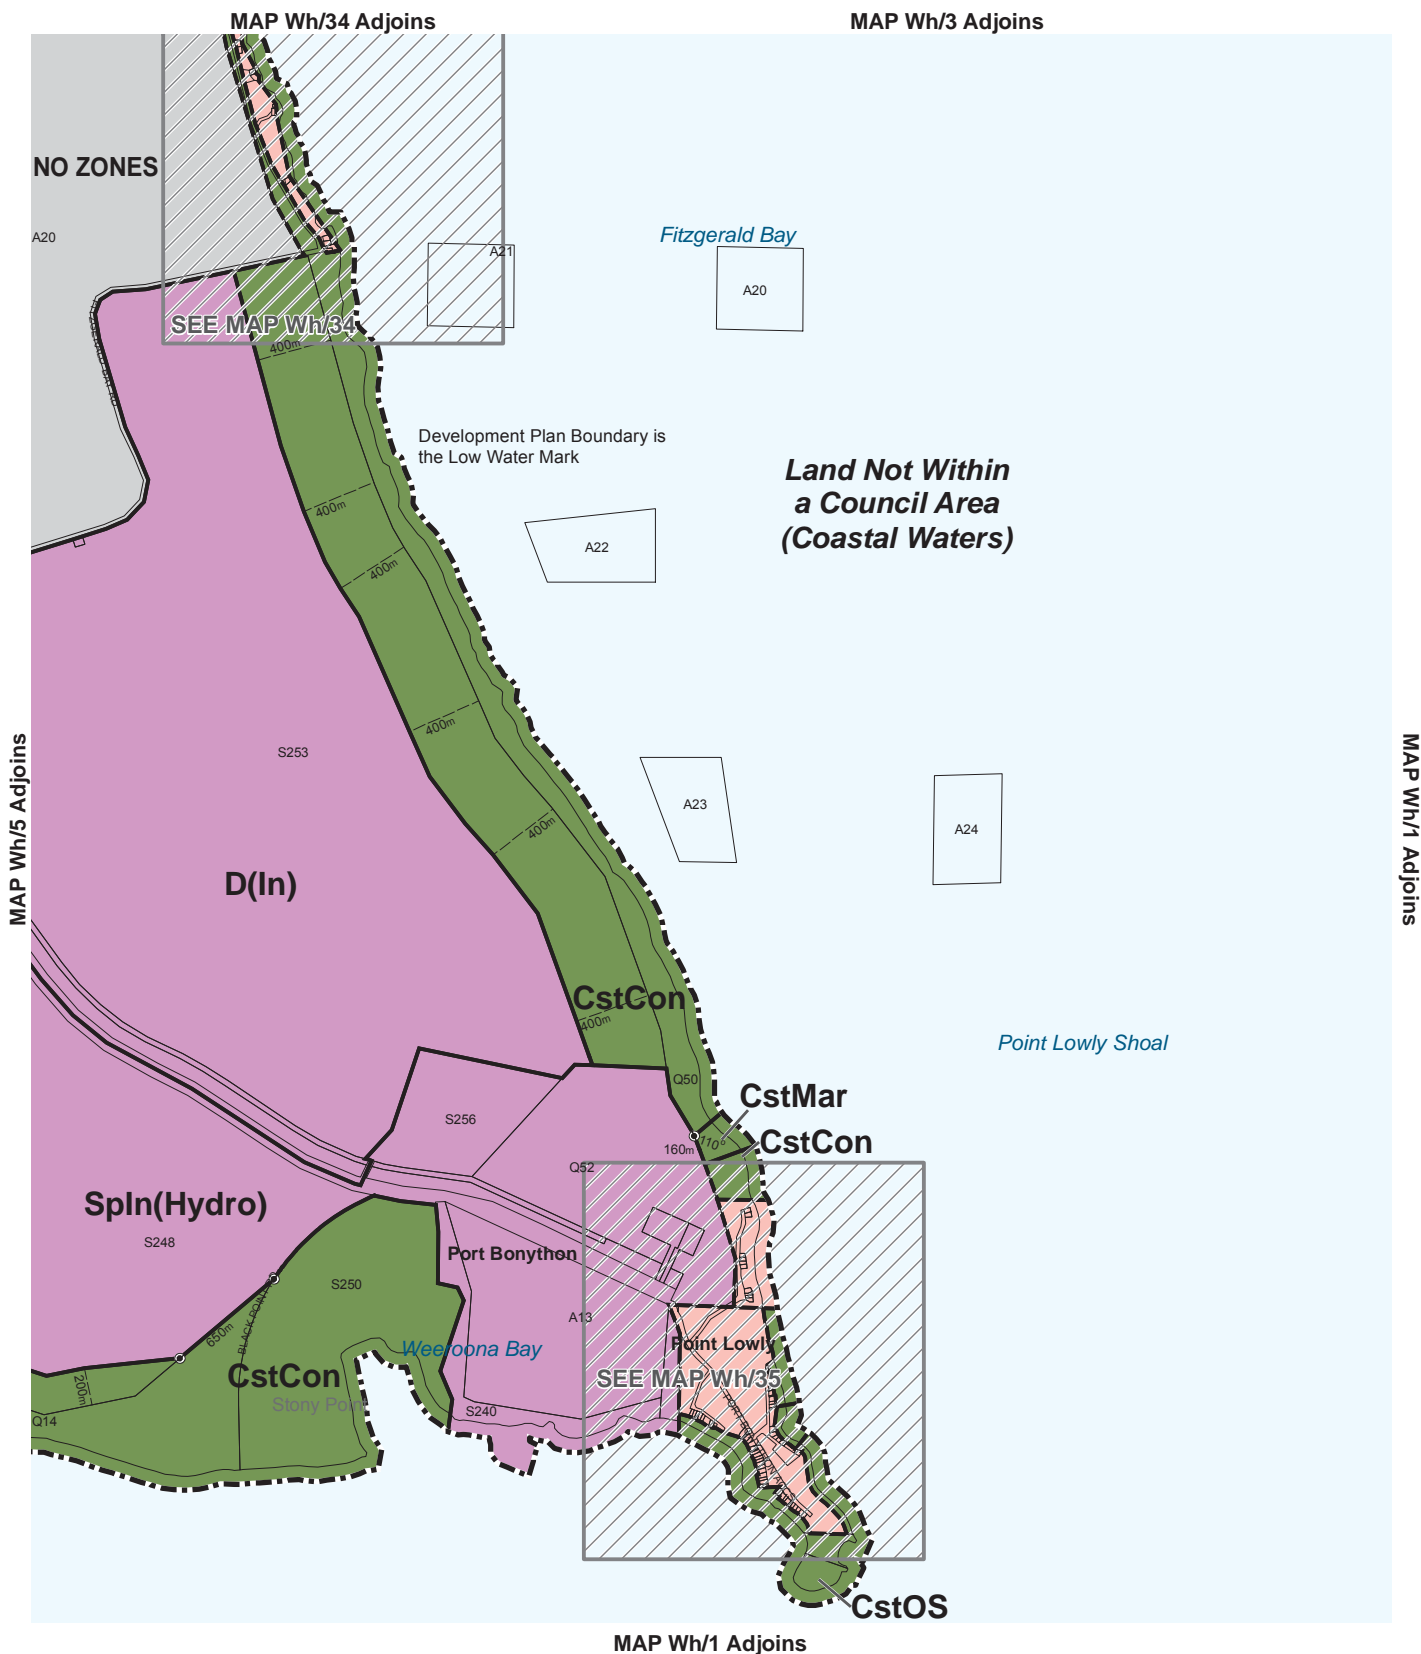 MAP Wh/34 Adjoins
MAP Wh/3 Adjoins
NO ZONES
A20
Fitzgerald Bay
A21
A20
SEE MAP Wh/34
400m
Development Plan Boundary is
the Low Water Mark
Land Not Within
a Council Area
(Coastal Waters)
400m
A22
400m
400m
S253
MAP Wh/5 Adjoins
MAP Wh/1 Adjoins
A23
A24
400m
D(In)
CstCon
400m
Point Lowly Shoal
Q50
CstMar
S256
110°
160m
CstCon
Q52
SpIn(Hydro)
S248
Port Bonython
S250
A13
BLACK POINT
650m
Weeroona Bay
Point Lowly
CstCon
SEE MAP Wh/35
200m
Stony Point
Q14
S240
CstOS
MAP Wh/1 Adjoins